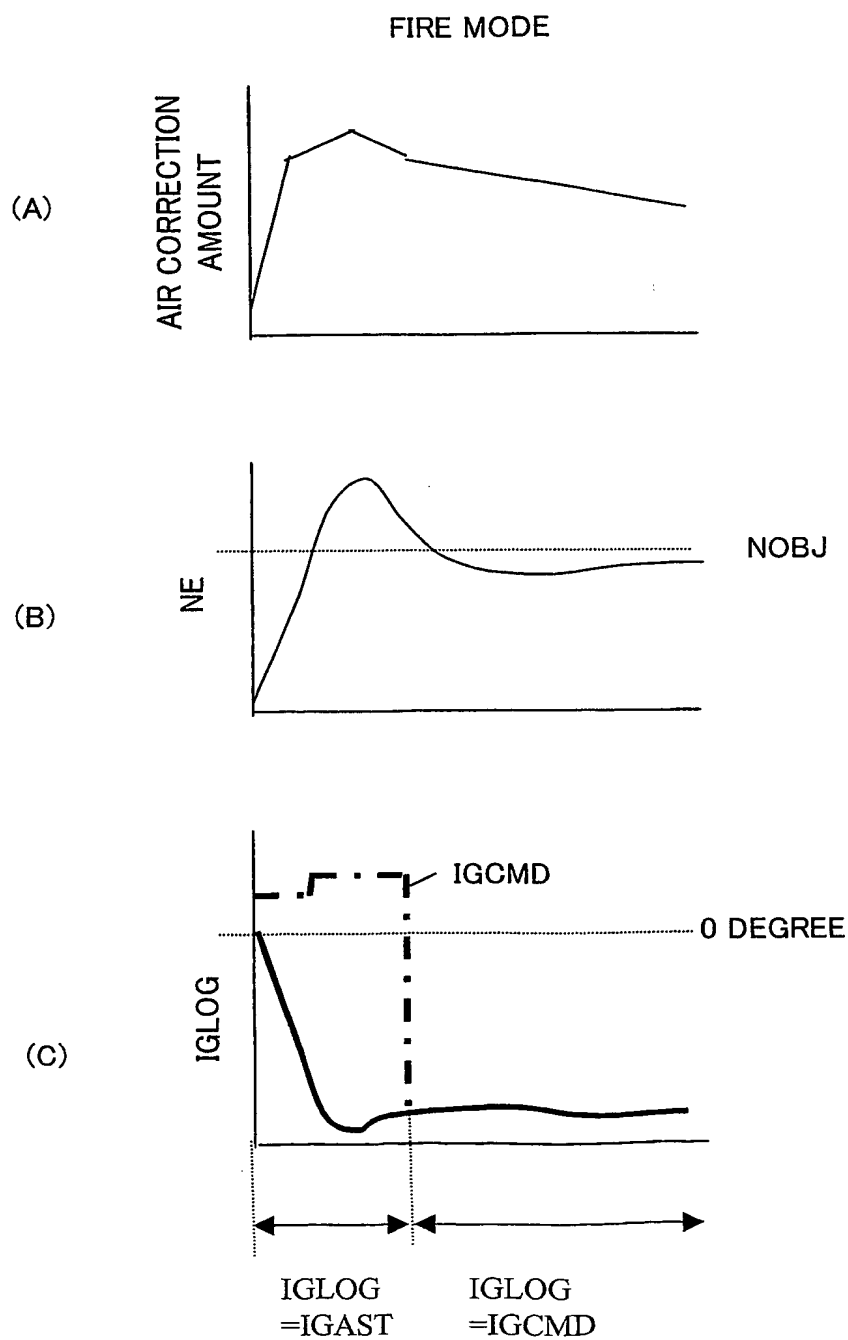 FIRE MODE
(A)
AIR CORRECTION
AMOUNT
(B)
NE
NOBJ
(C)
IGLOG
IGCMD
0 DEGREE
IGLOG
=IGAST
IGLOG
=IGCMD